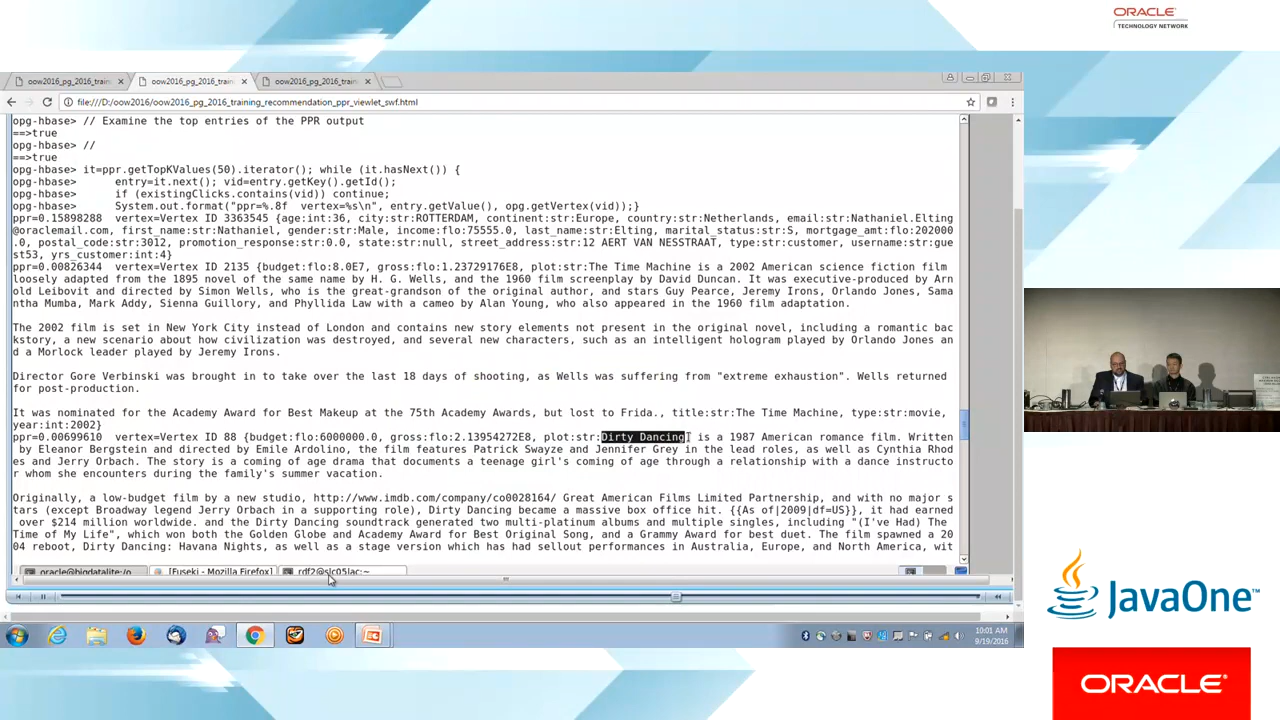 ORACLE
TECHNOLOGY NETWORK
oow2016_pg_2016_train
oow2016_pg_2016_train
oow2016_pg_2016_train
file:///D:/oow2016/oow2016_pg_2016_training_recommendation_ppr_viewlet_swf.html
opg-hbase> // Examine the top entries of the PPR output
==>true
opg-hbase> //
==>true
opg-hbase> it=ppr.getTopKValues(50).iterator(); while (it.hasNext()) {
opg-hbase>     entry=it.next(); vid=entry.getKey().getId();
opg-hbase>     if (existingClicks.contains(vid)) continue;
opg-hbase>     System.out.format("ppr=%.8f  vertex=%s\n", entry.getValue(), opg.getVertex(vid));}
ppr=0.15898288  vertex=Vertex ID 3363545 {age:int:36, city:str:ROTTERDAM, continent:str:Europe, country:str:Netherlands, email:str:Nathaniel.Elting
@oraclemail.com, first_name:str:Nathaniel, gender:str:Male, income:flo:75555.0, last_name:str:Elting, marital_status:str:S, mortgage_amt:flo:202000
.0, postal_code:str:3012, promotion_response:str:0.0, state:str:null, street_address:str:12 AERT VAN NESSTRAAT, type:str:customer, username:str:gue
st53, yrs_customer:int:4}
ppr=0.00826344  vertex=Vertex ID 2135 {budget:flo:8.0E7, gross:flo:1.23729176E8, plot:str:The Time Machine is a 2002 American science fiction film
loosely adapted from the 1895 novel of the same name by H. G. Wells, and the 1960 film screenplay by David Duncan. It was executive-produced by Arn
old Leibovit and directed by Simon Wells, who is the great-grandson of the original author, and stars Guy Pearce, Jeremy Irons, Orlando Jones, Sama
ntha Mumba, Mark Addy, Sienna Guillory, and Phyllida Law with a cameo by Alan Young, who also appeared in the 1960 film adaptation.
The 2002 film is set in New York City instead of London and contains new story elements not present in the original novel, including a romantic bac
kstory, a new scenario about how civilization was destroyed, and several new characters, such as an intelligent hologram played by Orlando Jones an
d a Morlock leader played by Jeremy Irons.
Director Gore Verbinski was brought in to take over the last 18 days of shooting, as Wells was suffering from "extreme exhaustion". Wells returned
for post-production.
It was nominated for the Academy Award for Best Makeup at the 75th Academy Awards, but lost to Frida., title:str:The Time Machine, type:str:movie,
year:int:2002}
ppr=0.00699610  vertex=Vertex ID 88 {budget:flo:6000000.0, gross:flo:2.13954272E8, plot:str:Dirty Dancing is a 1987 American romance film. Written
by Eleanor Bergstein and directed by Emile Ardolino, the film features Patrick Swayze and Jennifer Grey in the lead roles, as well as Cynthia Rhod
es and Jerry Orbach. The story is a coming of age drama that documents a teenage girl's coming of age through a relationship with a dance instructo
r whom she encounters during the family's summer vacation.
Originally, a low-budget film by a new studio, http://www.imdb.com/company/co0028164/ Great American Films Limited Partnership, and with no major s
tars (except Broadway legend Jerry Orbach in a supporting role), Dirty Dancing became a massive box office hit. {{As of|2009|df=US}}, it had earned
over $214 million worldwide. and the Dirty Dancing soundtrack generated two multi-platinum albums and multiple singles, including "(I've Had) The
Time of My Life", which won both the Golden Globe and Academy Award for Best Original Song, and a Grammy Award for best duet. The film spawned a 20
04 reboot, Dirty Dancing: Havana Nights, as well as a stage version which has had sellout performances in Australia, Europe, and North America, wit
oracle@bigdatalite:/o
[Fuseki - Mozilla Firefox]
rdf2@slc05lac:~
10:01 AM
9/19/2016
JavaOne™
ORACLE®